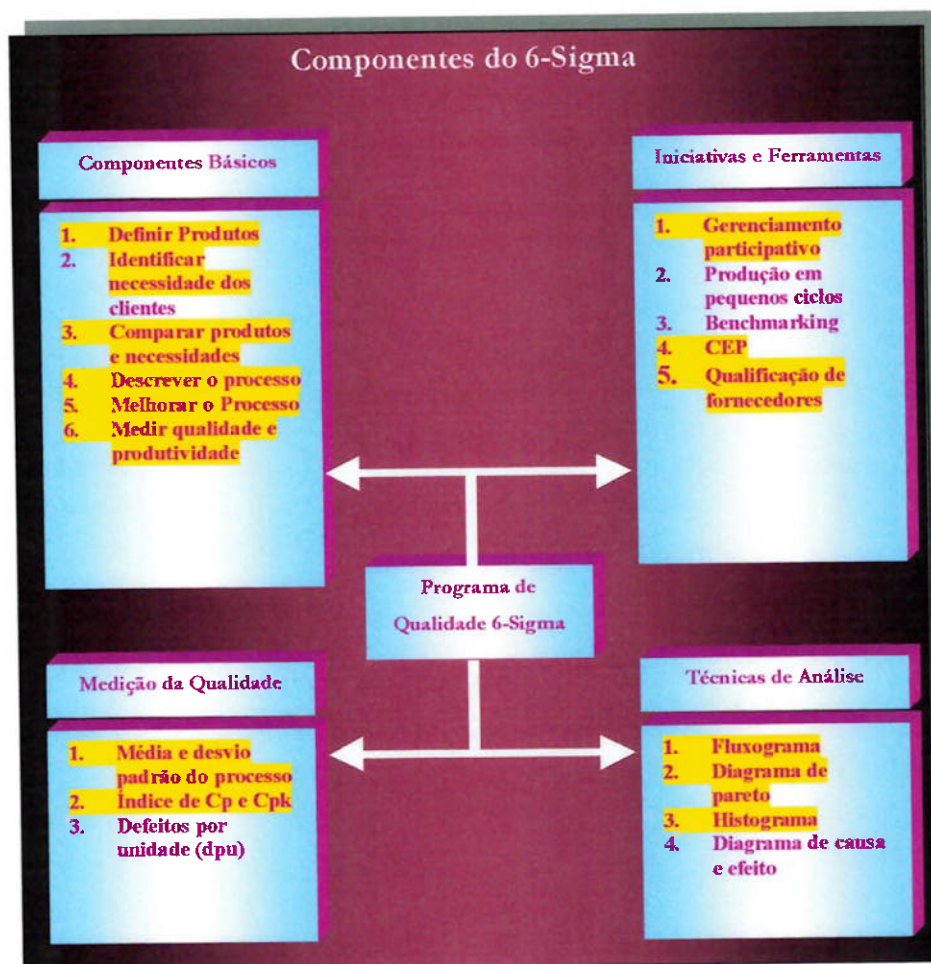 Componentes do 6-Sigma
Componentes Básicos
1. Definir Produtos
2. Identificar
necessidade dos
clientes
3. Comparar produtos
e necessidades
4. Descrever o processo
5. Melhorar o Processo
6. Medir qualidade e
produtividade
Iniciativas e Ferramentas
1. Gerenciamento
participativo
2. Produção em
pequenos ciclos
3. Benchmarking
4. CEP
5. Qualificação de
fornecedores
Programa de
Qualidade 6-Sigma
Medição da Qualidade
1. Média e desvio
padrão do processo
2. Índice de Cp e Cpk
3. Defeitos por
unidade (dpu)
Técnicas de Análise
1. Fluxograma
2. Diagrama de
pareto
3. Histograma
4. Diagrama de causa
e efeito